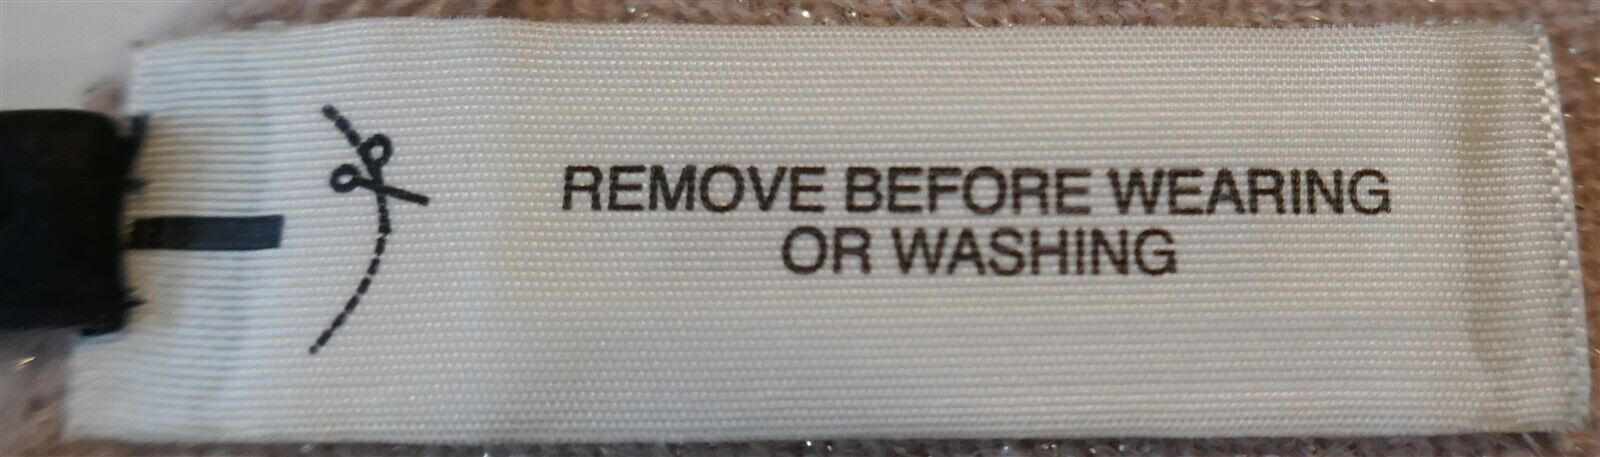 REMOVE BEFORE WEARING
OR WASHING